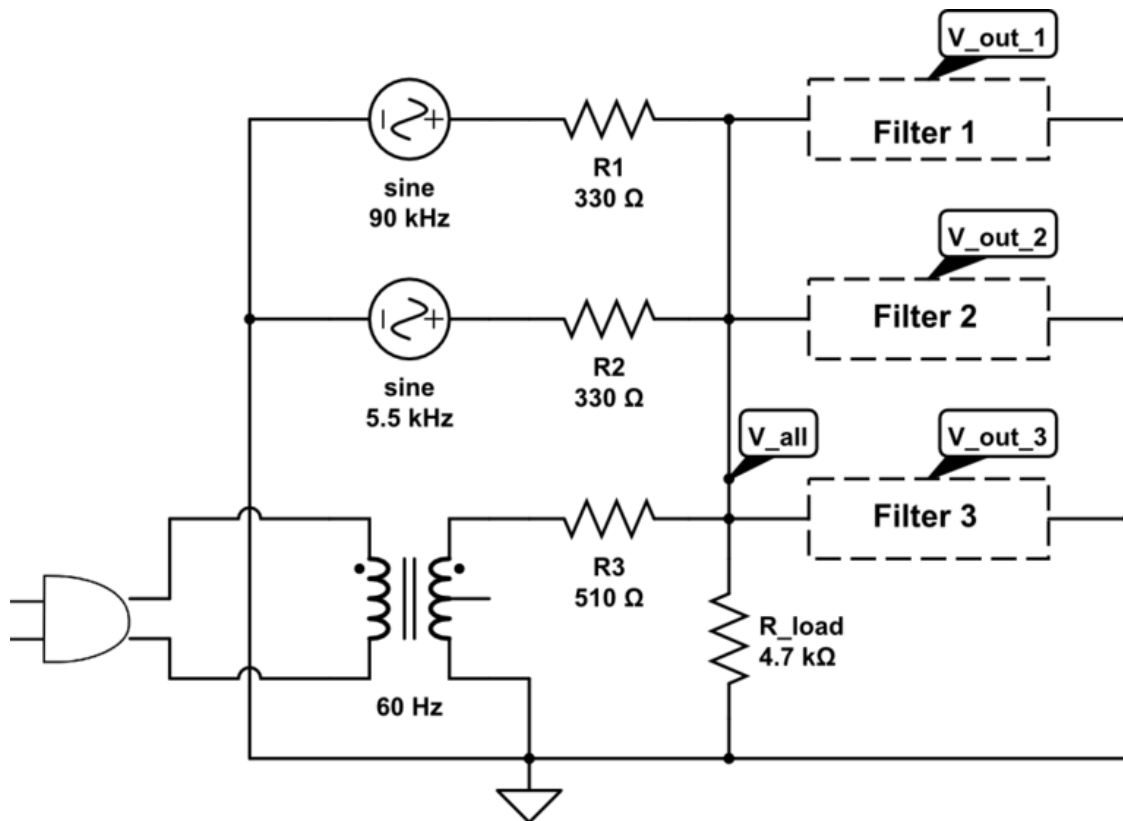 V_out_1
Filter 1
R1
330 Ω
sine
90 kHz
V_out_2
Filter 2
R2
330 Ω
sine
5.5 kHz
V_all
V_out_3
Filter 3
R3
510 Ω
R_load
4.7 kΩ
60 Hz